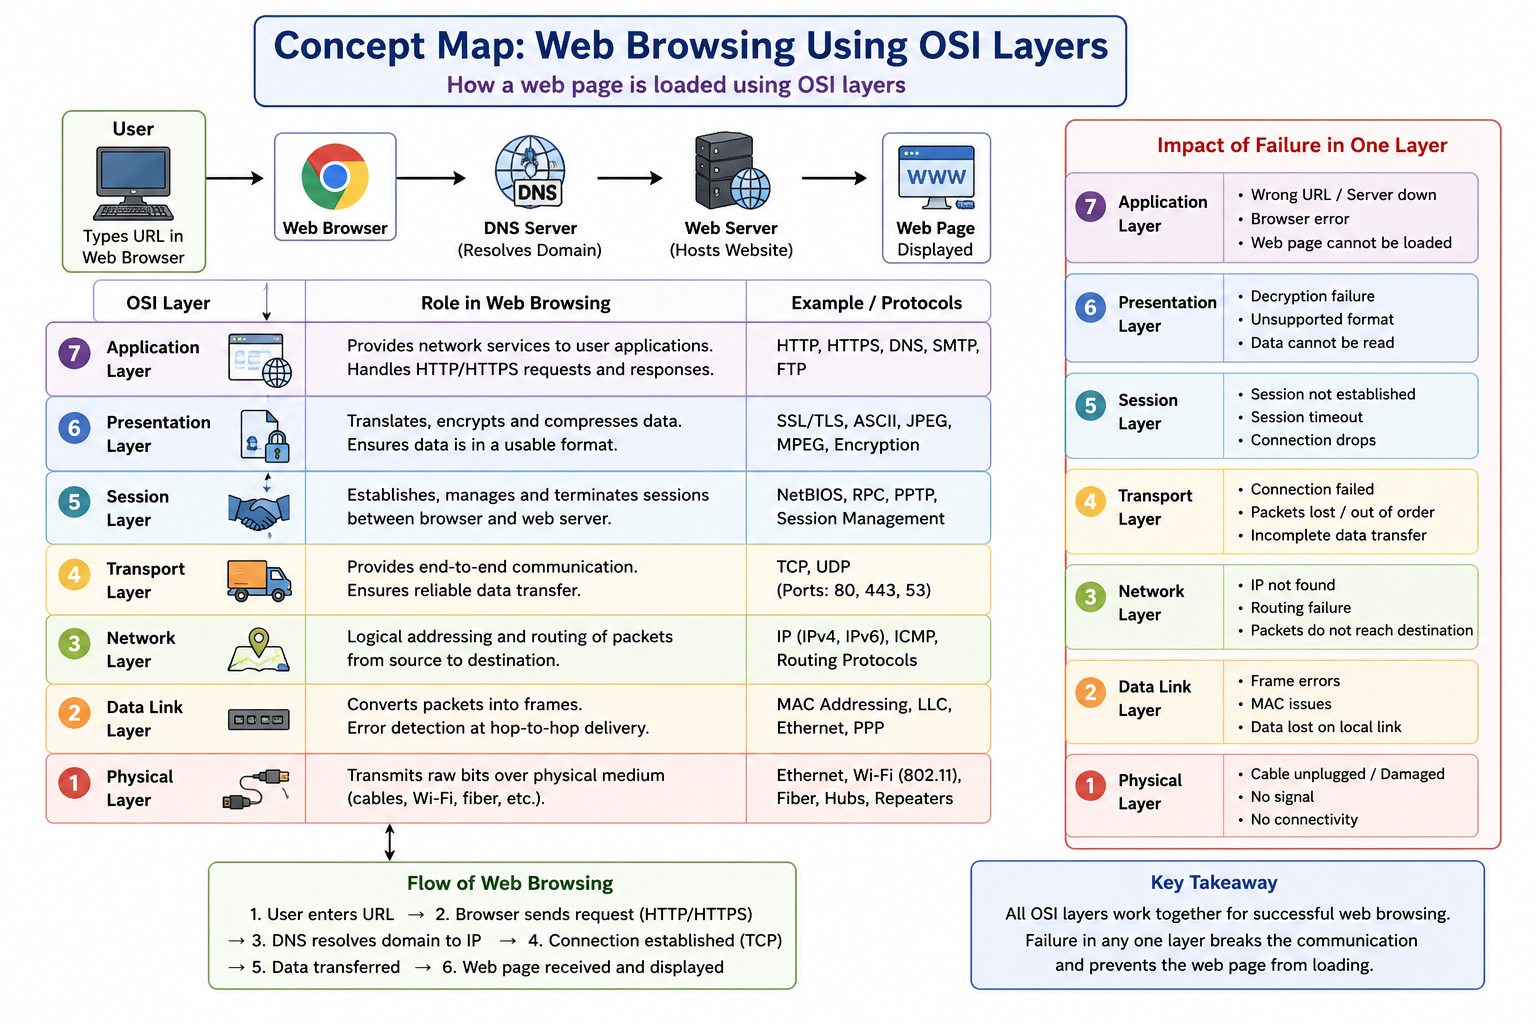 Concept Map: Web Browsing Using OSI Layers
How a web page is loaded using OSI layers
User
Types URL in
Web Browser
Web Browser
DNS
DNS Server
(Resolves Domain)
Web Server
(Hosts Website)
WWW
Web Page
Displayed
OSI Layer
Role in Web Browsing
Example / Protocols
7
Application
Layer
Provides network services to user applications.
Handles HTTP/HTTPS requests and responses.
HTTP, HTTPS, DNS, SMTP,
FTP
6
Presentation
Layer
Translates, encrypts and compresses data.
Ensures data is in a usable format.
SSL/TLS, ASCII, JPEG,
MPEG, Encryption
5
Session
Layer
Establishes, manages and terminates sessions
between browser and web server.
NetBIOS, RPC, PPTP,
Session Management
4
Transport
Layer
Provides end-to-end communication.
Ensures reliable data transfer.
TCP, UDP
(Ports: 80, 443, 53)
3
Network
Layer
Logical addressing and routing of packets
from source to destination.
IP (IPv4, IPv6), ICMP,
Routing Protocols
2
Data Link
Layer
Converts packets into frames.
Error detection at hop-to-hop delivery.
MAC Addressing, LLC,
Ethernet, PPP
1
Physical
Layer
Transmits raw bits over physical medium
(cables, Wi-Fi, fiber, etc.).
Ethernet, Wi-Fi (802.11),
Fiber, Hubs, Repeaters
Impact of Failure in One Layer
7
Application
Layer
• Wrong URL / Server down
• Browser error
• Web page cannot be loaded
6
Presentation
Layer
• Decryption failure
• Unsupported format
• Data cannot be read
5
Session
Layer
• Session not established
• Session timeout
• Connection drops
4
Transport
Layer
• Connection failed
• Packets lost / out of order
• Incomplete data transfer
3
Network
Layer
• IP not found
• Routing failure
• Packets do not reach destination
2
Data Link
Layer
• Frame errors
• MAC issues
• Data lost on local link
1
Physical
Layer
• Cable unplugged / Damaged
• No signal
• No connectivity
Flow of Web Browsing
1. User enters URL → 2. Browser sends request (HTTP/HTTPS)
→ 3. DNS resolves domain to IP → 4. Connection established (TCP)
→ 5. Data transferred → 6. Web page received and displayed
Key Takeaway
All OSI layers work together for successful web browsing.
Failure in any one layer breaks the communication
and prevents the web page from loading.